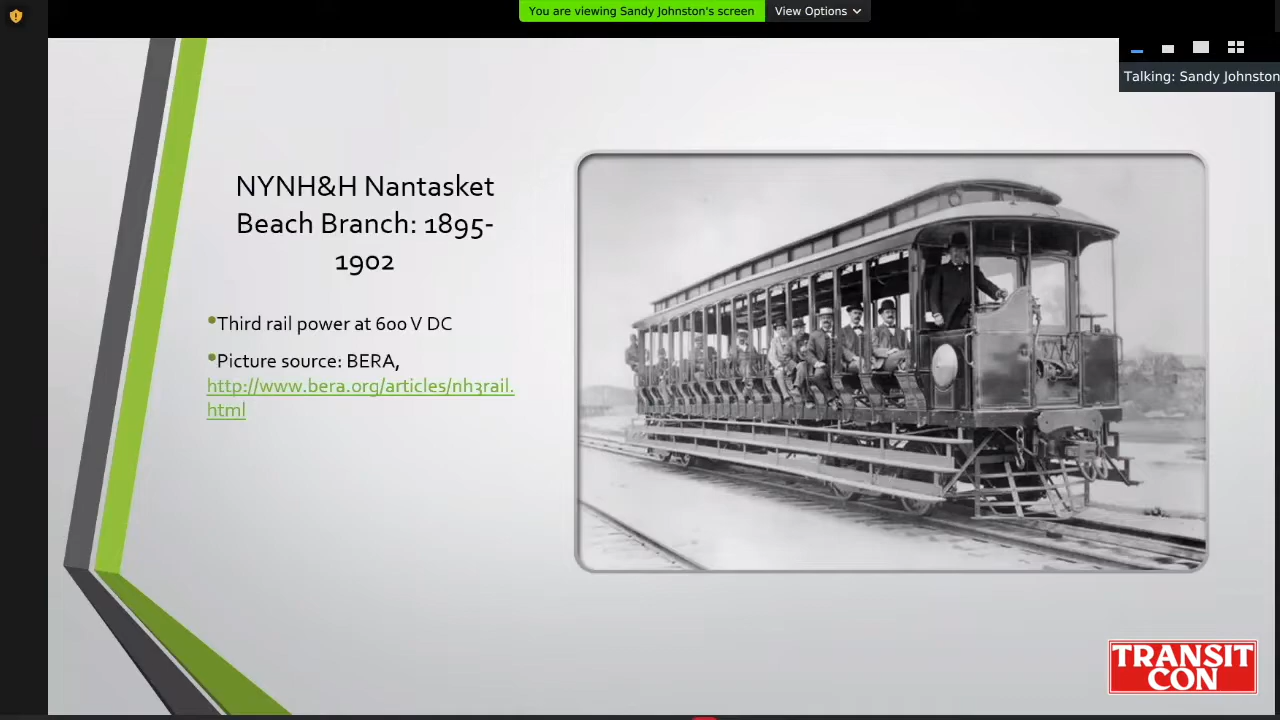 You are viewing Sandy Johnston's screen
View Options
Talking: Sandy Johnston
NYNH&H Nantasket
Beach Branch: 1895-
1902
•Third rail power at 600 V DC
•Picture source: BERA,
http://www.bera.org/articles/nh3rail.
html
TRANSIT
CON